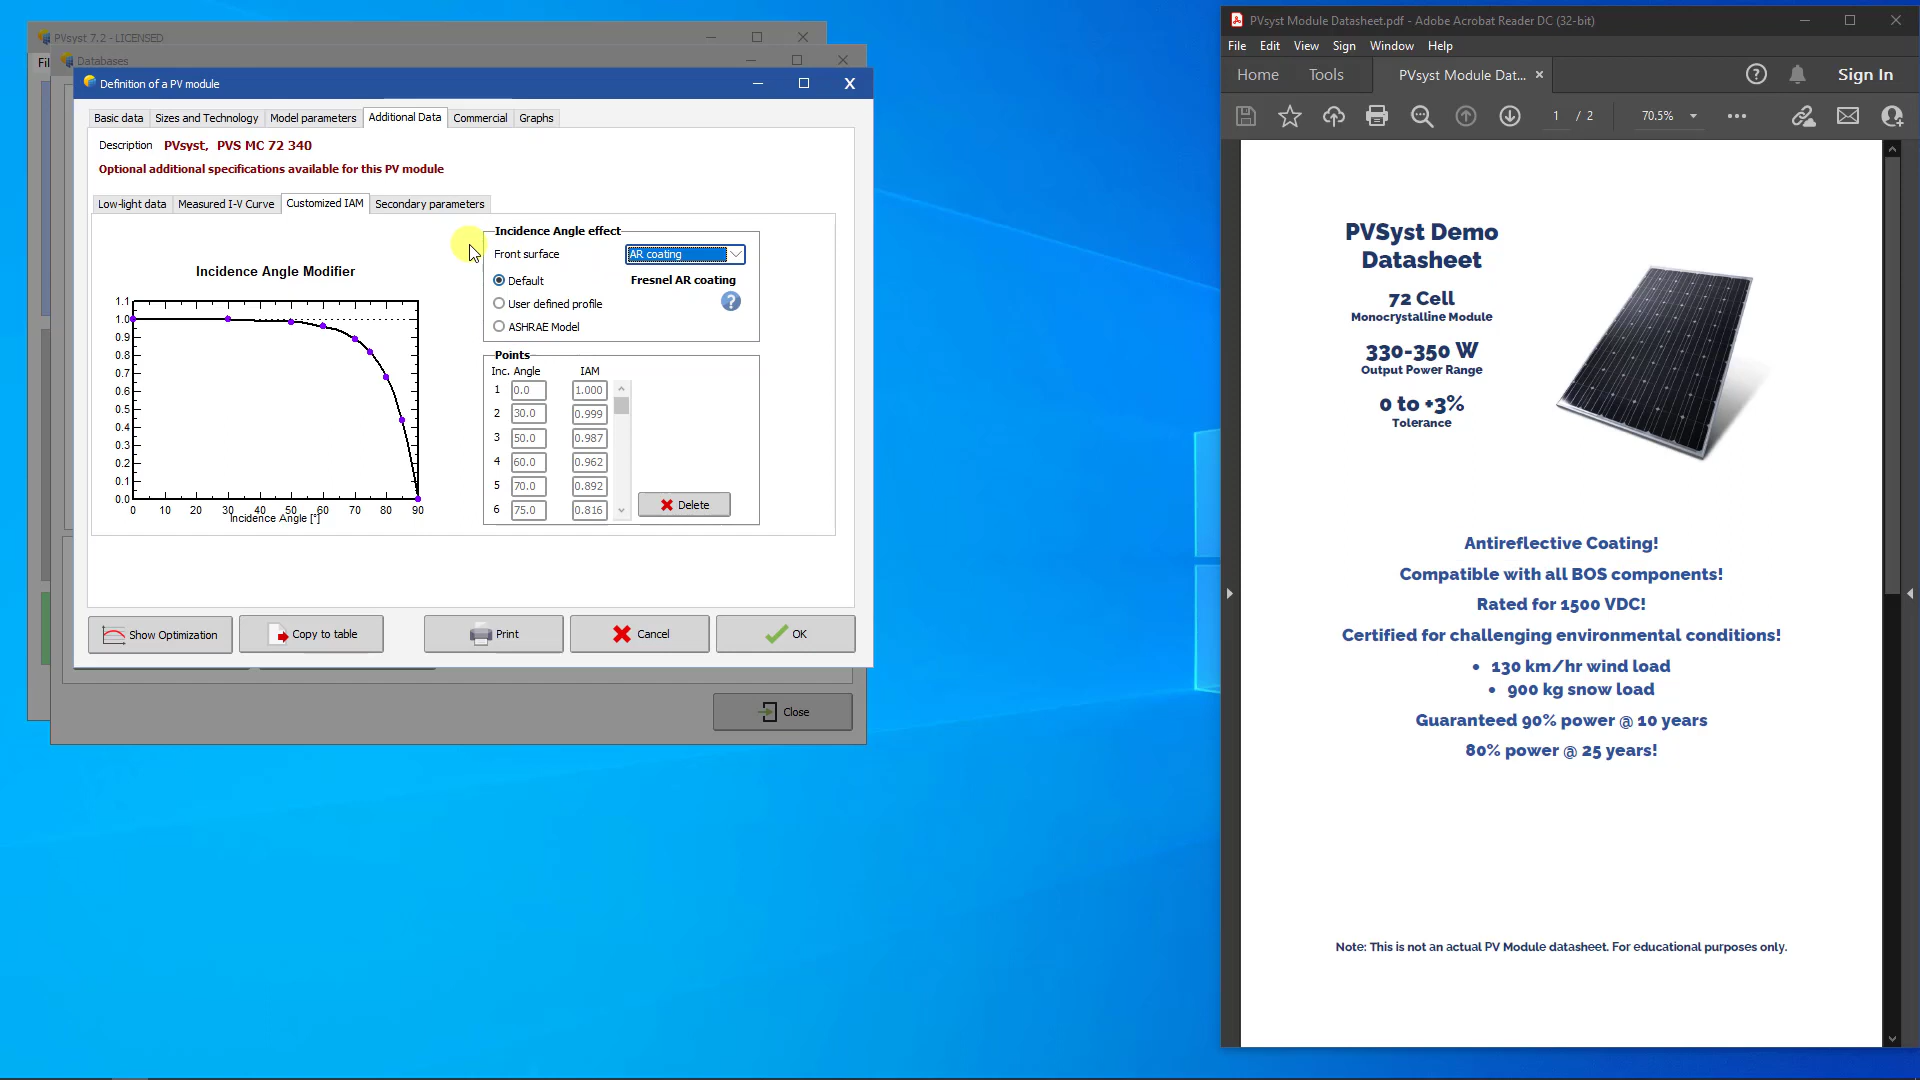 PVsyst 7.2 - LICENSED
Fil
Databases
Definition of a PV module
X
Basic data
Sizes and Technology
Model parameters
Additional Data
Commercial
Graphs
Description PVsyst, PVS MC 72 340
Optional additional specifications available for this PV module
Low-light data
Measured I-V Curve
Customized IAM
Secondary parameters
Incidence Angle Modifier
1.1
1.0
0.9
0.8
0.7
0.6
0.5
0.4
0.3
0.2
0.1
0.0
0 10 20 30 40 50 60 70 80 90
Incidence Angle [°]
Incidence Angle effect
Front surface AR coating
Default Fresnel AR coating
User defined profile ?
ASHRAE Model
Points
Inc. Angle IAM
1 0.0 1.000
2 30.0 0.999
3 50.0 0.987
4 60.0 0.962
5 70.0 0.892
6 75.0 0.816
Delete
Show Optimization
Copy to table
Print
Cancel
OK
Close
PVsyst Module Datasheet.pdf - Adobe Acrobat Reader DC (32-bit)
File Edit View Sign Window Help
Home Tools PVsyst Module Dat... × ? Sign In
1 / 2 70.5%
PVSyst Demo
Datasheet
72 Cell
Monocrystalline Module
330-350 W
Output Power Range
0 to +3%
Tolerance
Antireflective Coating!
Compatible with all BOS components!
Rated for 1500 VDC!
Certified for challenging environmental conditions!
• 130 km/hr wind load
• 900 kg snow load
Guaranteed 90% power @ 10 years
80% power @ 25 years!
Note: This is not an actual PV Module datasheet. For educational purposes only.